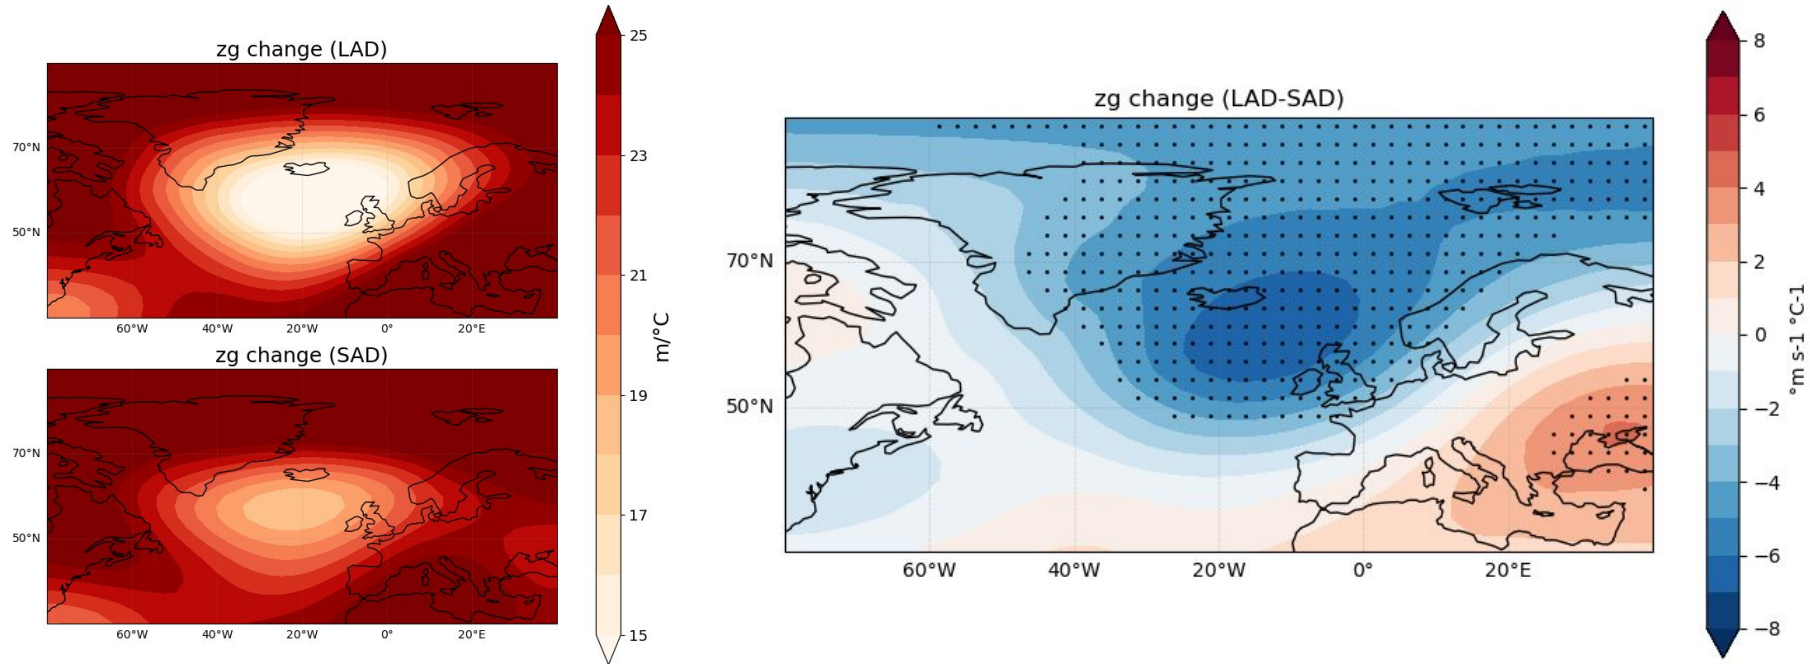 zg change (LAD)
70°N
50°N
60°W 40°W 20°W 0° 20°E
zg change (SAD)
70°N
50°N
60°W 40°W 20°W 0° 20°E
25
23
21
19
17
15
m/°C
zg change (LAD-SAD)
70°N
50°N
60°W 40°W 20°W 0° 20°E
8
6
4
2
0
−2
−4
−6
−8
°m s-1 °C-1